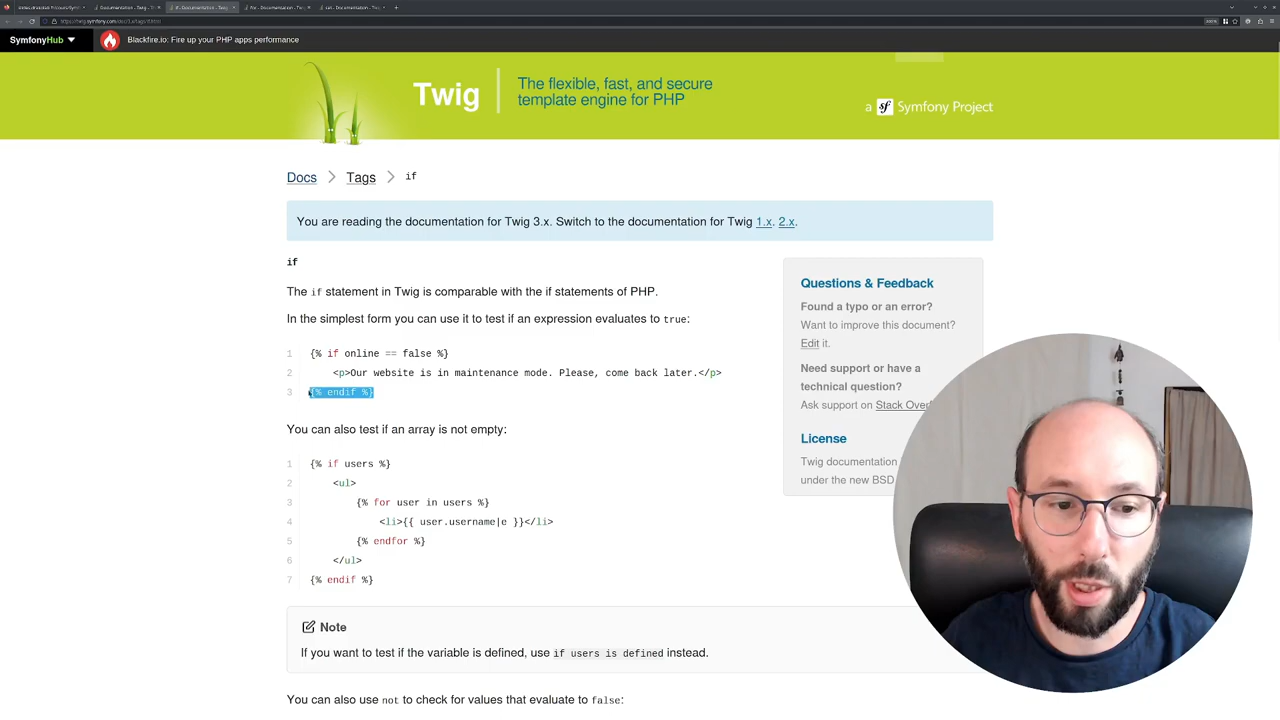 if Documentation - Twig
SymfonyHub
Blackfire.io: Fire up your PHP apps performance
Twig
The flexible, fast, and secure
template engine for PHP
a sf Symfony Project
Docs > Tags > if
You are reading the documentation for Twig 3.x. Switch to the documentation for Twig 1.x. 2.x.
if
The if statement in Twig is comparable with the if statements of PHP.
In the simplest form you can use it to test if an expression evaluates to true:
1 {% if online == false %}
2 <p>Our website is in maintenance mode. Please, come back later.</p>
3 {% endif %}
You can also test if an array is not empty:
1 {% if users %}
2 <ul>
3 {% for user in users %}
4 <li>{{ user.username|e }}</li>
5 {% endfor %}
6 </ul>
7 {% endif %}
Note
If you want to test if the variable is defined, use if users is defined instead.
You can also use not to check for values that evaluate to false:
Questions & Feedback
Found a typo or an error?
Want to improve this document?
Edit it.
Need support or have a
technical question?
Ask support on Stack Overf
License
Twig documentation
under the new BSD